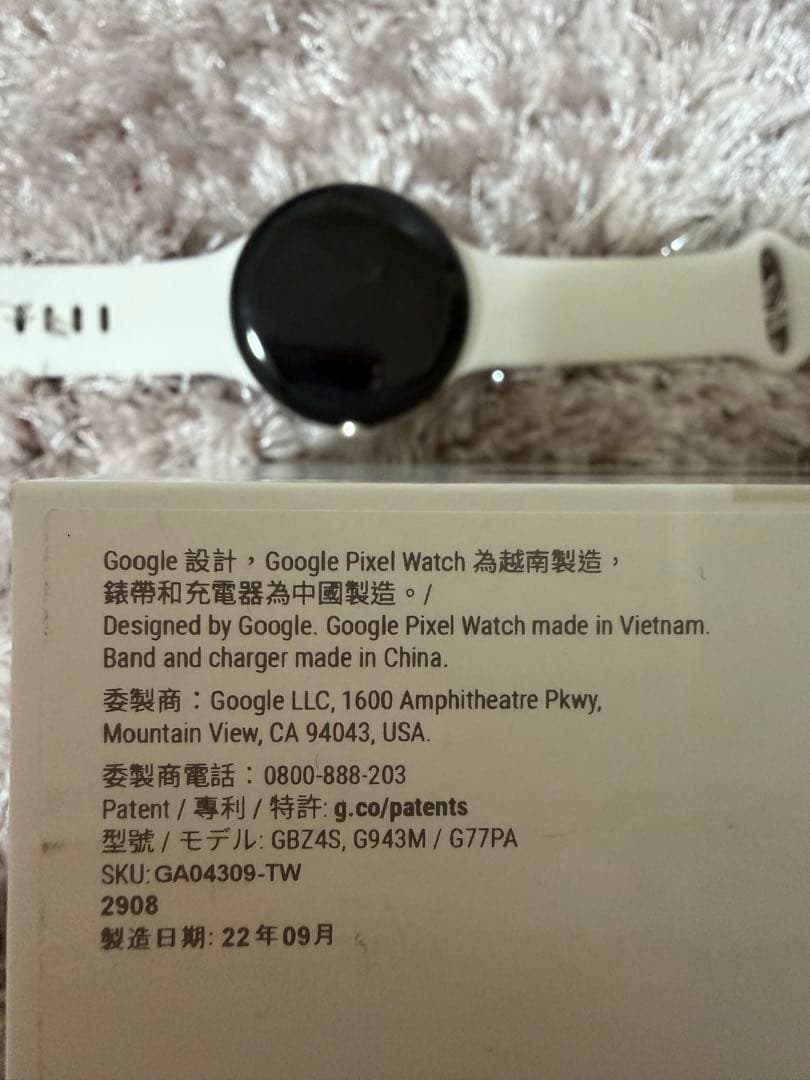 Google 設計，Google Pixel Watch 為越南製造，
錶帶和充電器為中國製造。/
Designed by Google. Google Pixel Watch made in Vietnam.
Band and charger made in China.
委製商：Google LLC, 1600 Amphitheatre Pkwy,
Mountain View, CA 94043, USA.
委製商電話：0800-888-203
Patent / 專利 / 特許: g.co/patents
型號 / モデル: GBZ4S, G943M / G77PA
SKU: GA04309-TW
2908
製造日期: 22年09月